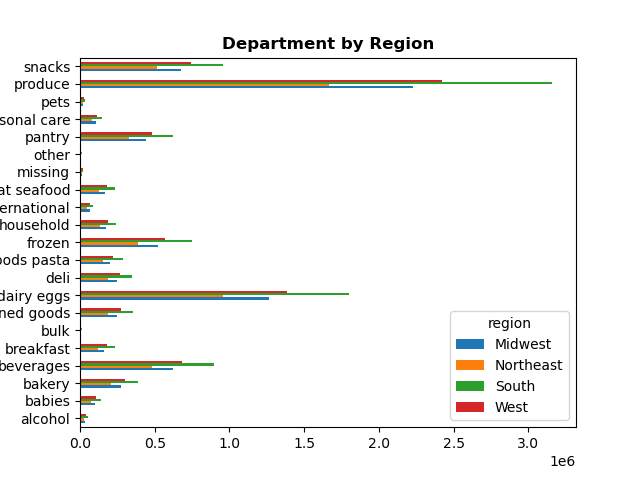 Department by Region
snacks
produce
pets
sonal care
pantry
other
missing
at seafood
ernational
household
frozen
oods pasta
deli
dairy eggs
ned goods
bulk
breakfast
beverages
bakery
babies
alcohol
region
Midwest
Northeast
South
West
0.0 0.5 1.0 1.5 2.0 2.5 3.0
1e6